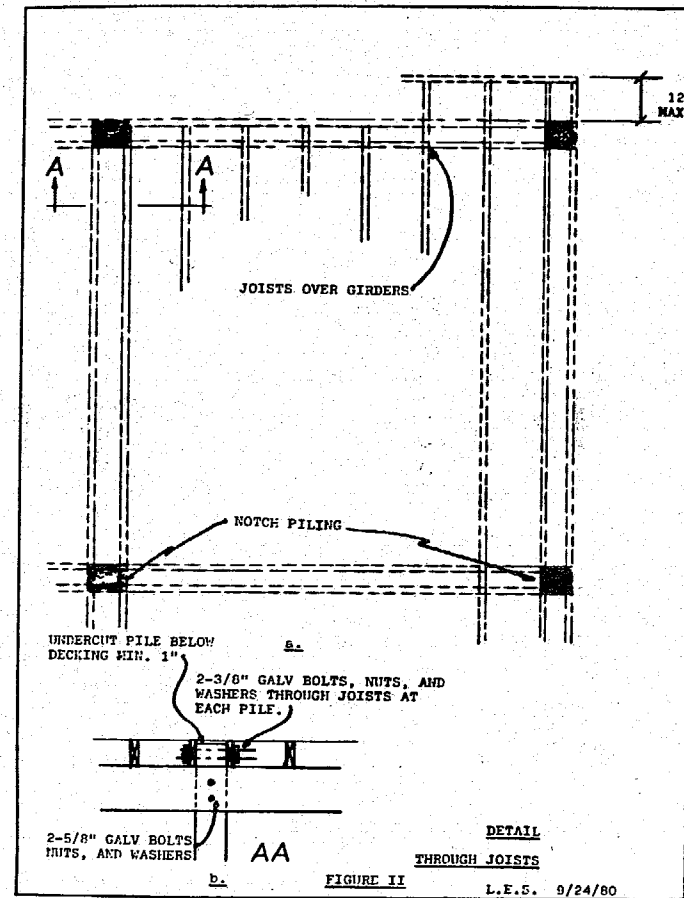 12
MAX
A
A
JOISTS OVER GIRDERS
NOTCH PILING
a.
UNDERCUT PILE BELOW
DECKING MIN. 1"
2-3/8" GALV BOLTS, NUTS, AND
WASHERS THROUGH JOISTS AT
EACH PILE.
2-5/8" GALV BOLTS
NUTS, AND WASHERS
AA
b.
FIGURE II
DETAIL
THROUGH JOISTS
L.E.S. 9/24/80